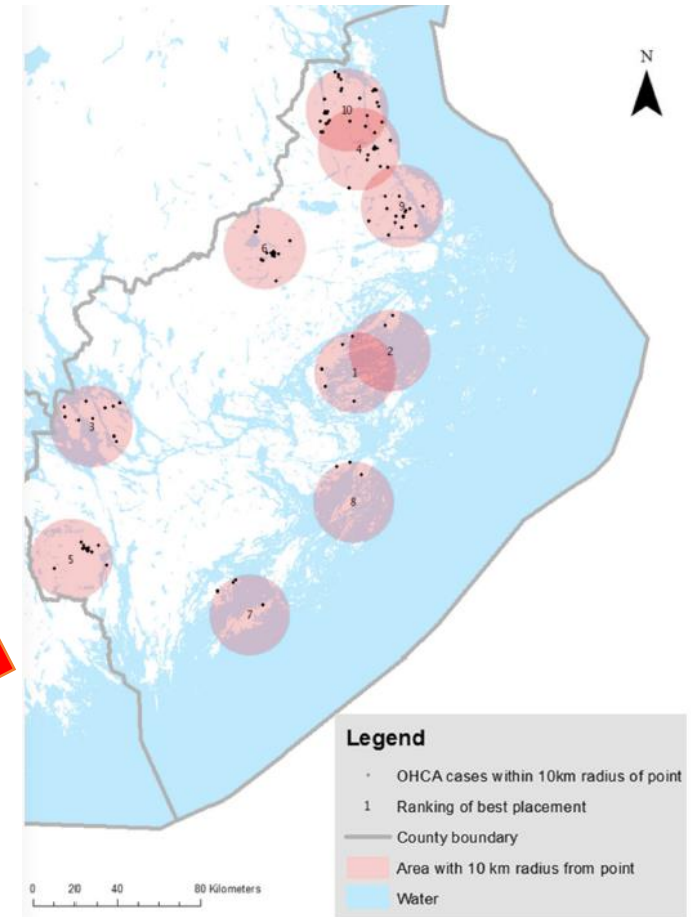 N
10
4
9
6
2
1
3
8
5
7
Legend
OHCA cases within 10km radius of point
1 Ranking of best placement
County boundary
Area with 10 km radius from point
Water
0 20 40 80 Kilometers